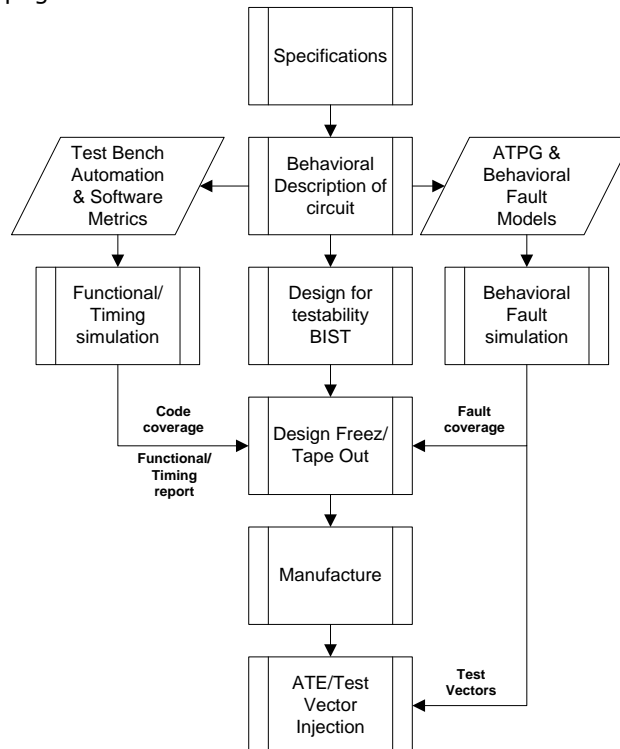 Specifications
Test Bench
Automation
& Software
Metrics
Behavioral
Description of
circuit
ATPG &
Behavioral
Fault
Models
Functional/
Timing
simulation
Design for
testability
BIST
Behavioral
Fault
simulation
Code
coverage
Functional/
Timing
report
Design Freez/
Tape Out
Fault
coverage
Manufacture
ATE/Test
Vector
Injection
Test
Vectors